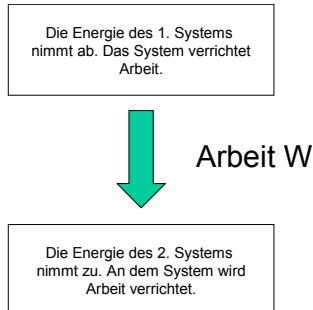 Die Energie des 1. Systems
nimmt ab. Das System verrichtet
Arbeit.
Arbeit W
Die Energie des 2. Systems
nimmt zu. An dem System wird
Arbeit verrichtet.